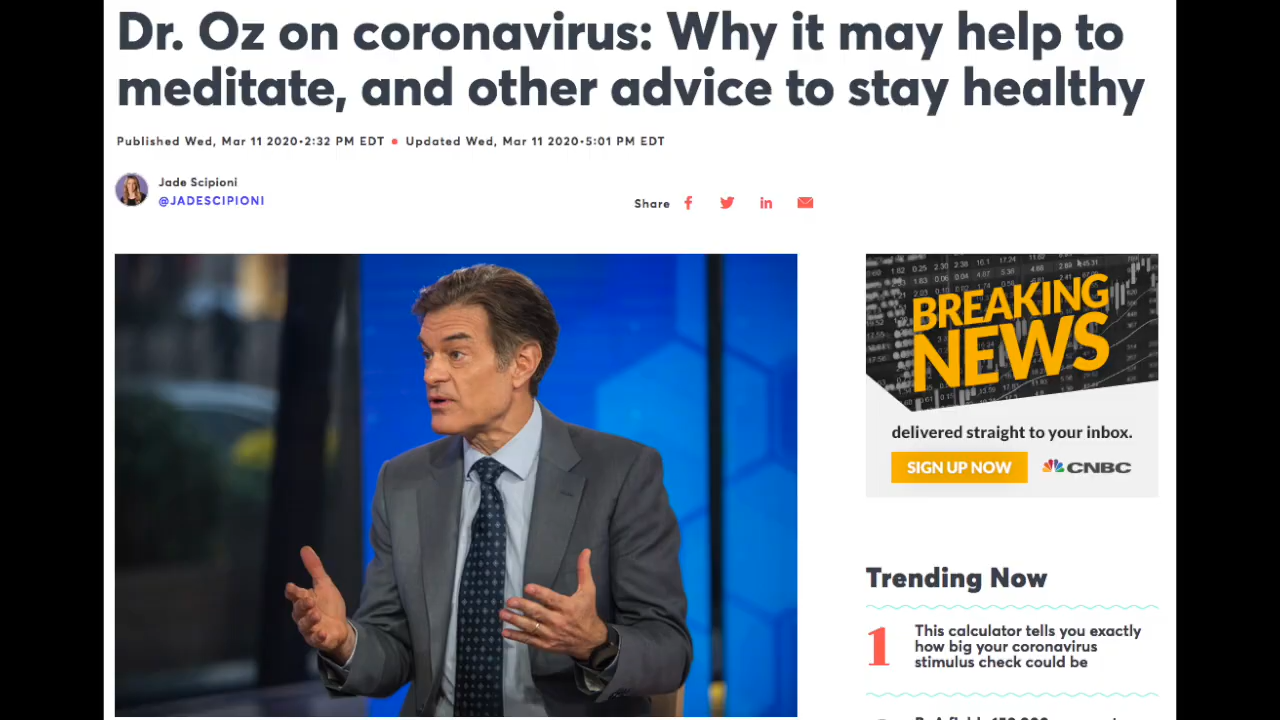 Dr. Oz on coronavirus: Why it may help to
meditate, and other advice to stay healthy
Published Wed, Mar 11 2020•2:32 PM EDT • Updated Wed, Mar 11 2020•5:01 PM EDT
Jade Scipioni
@JADESCIPIONI
Share
BREAKING
NEWS
delivered straight to your inbox.
SIGN UP NOW
CNBC
Trending Now
1
This calculator tells you exactly
how big your coronavirus
stimulus check could be